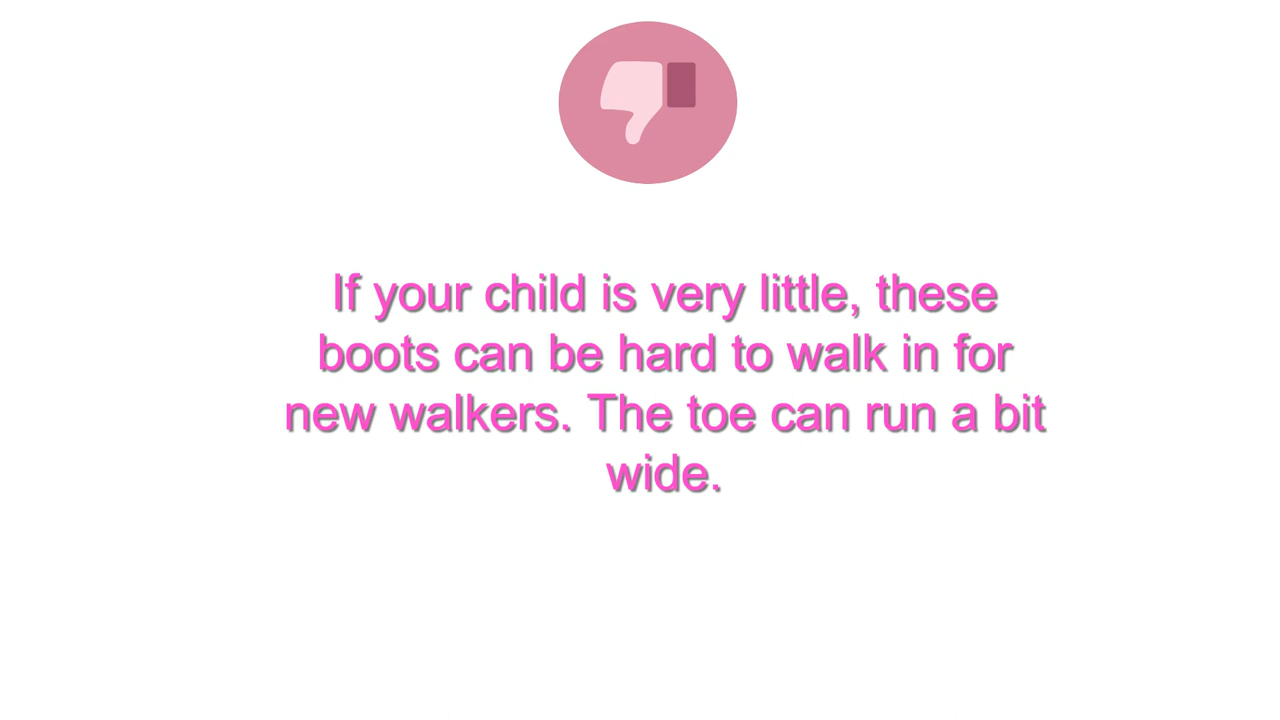 If your child is very little, these
boots can be hard to walk in for
new walkers. The toe can run a bit
wide.